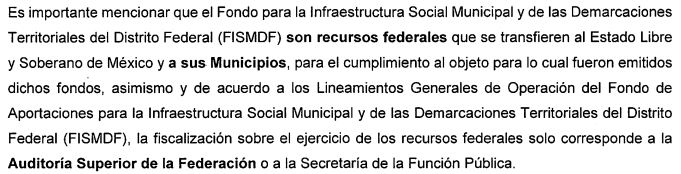 Es importante mencionar que el Fondo para la Infraestructura Social Municipal y de las Demarcaciones
Territoriales del Distrito Federal (FISMDF) son recursos federales que se transfieren al Estado Libre
y Soberano de México y a sus Municipios, para el cumplimiento al objeto para lo cual fueron emitidos
dichos fondos, asimismo y de acuerdo a los Lineamientos Generales de Operación del Fondo de
Aportaciones para la Infraestructura Social Municipal y de las Demarcaciones Territoriales del Distrito
Federal (FISMDF), la fiscalización sobre el ejercicio de los recursos federales solo corresponde a la
Auditoría Superior de la Federación o a la Secretaría de la Función Pública.